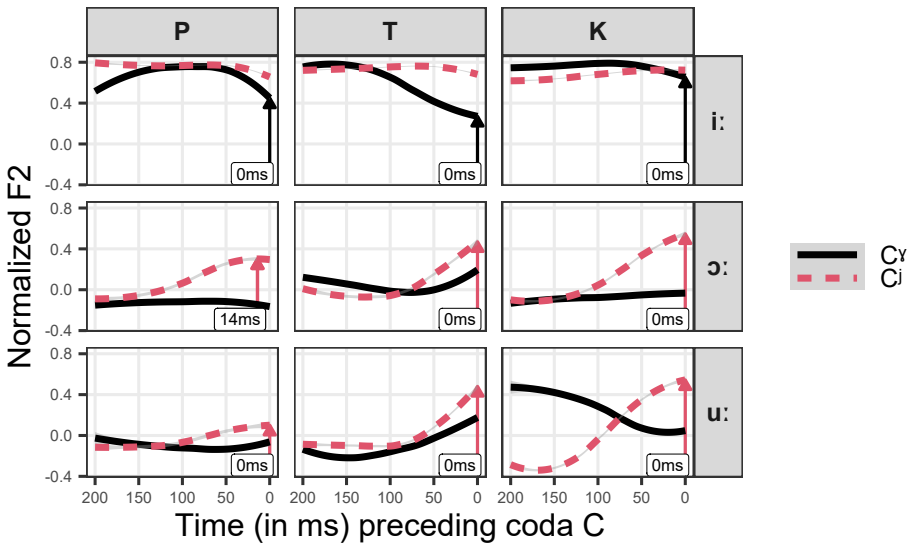 P T K
0.8
0.4
0.0
-0.4
0ms 0ms 0ms
iː
0.8
0.4
0.0
-0.4
14ms 0ms 0ms
ɔː
0.8
0.4
0.0
-0.4
0ms 0ms 0ms
uː
200 150 100 50 0 200 150 100 50 0 200 150 100 50 0
Time (in ms) preceding coda C
Normalized F2
Cˠ
Cʲ